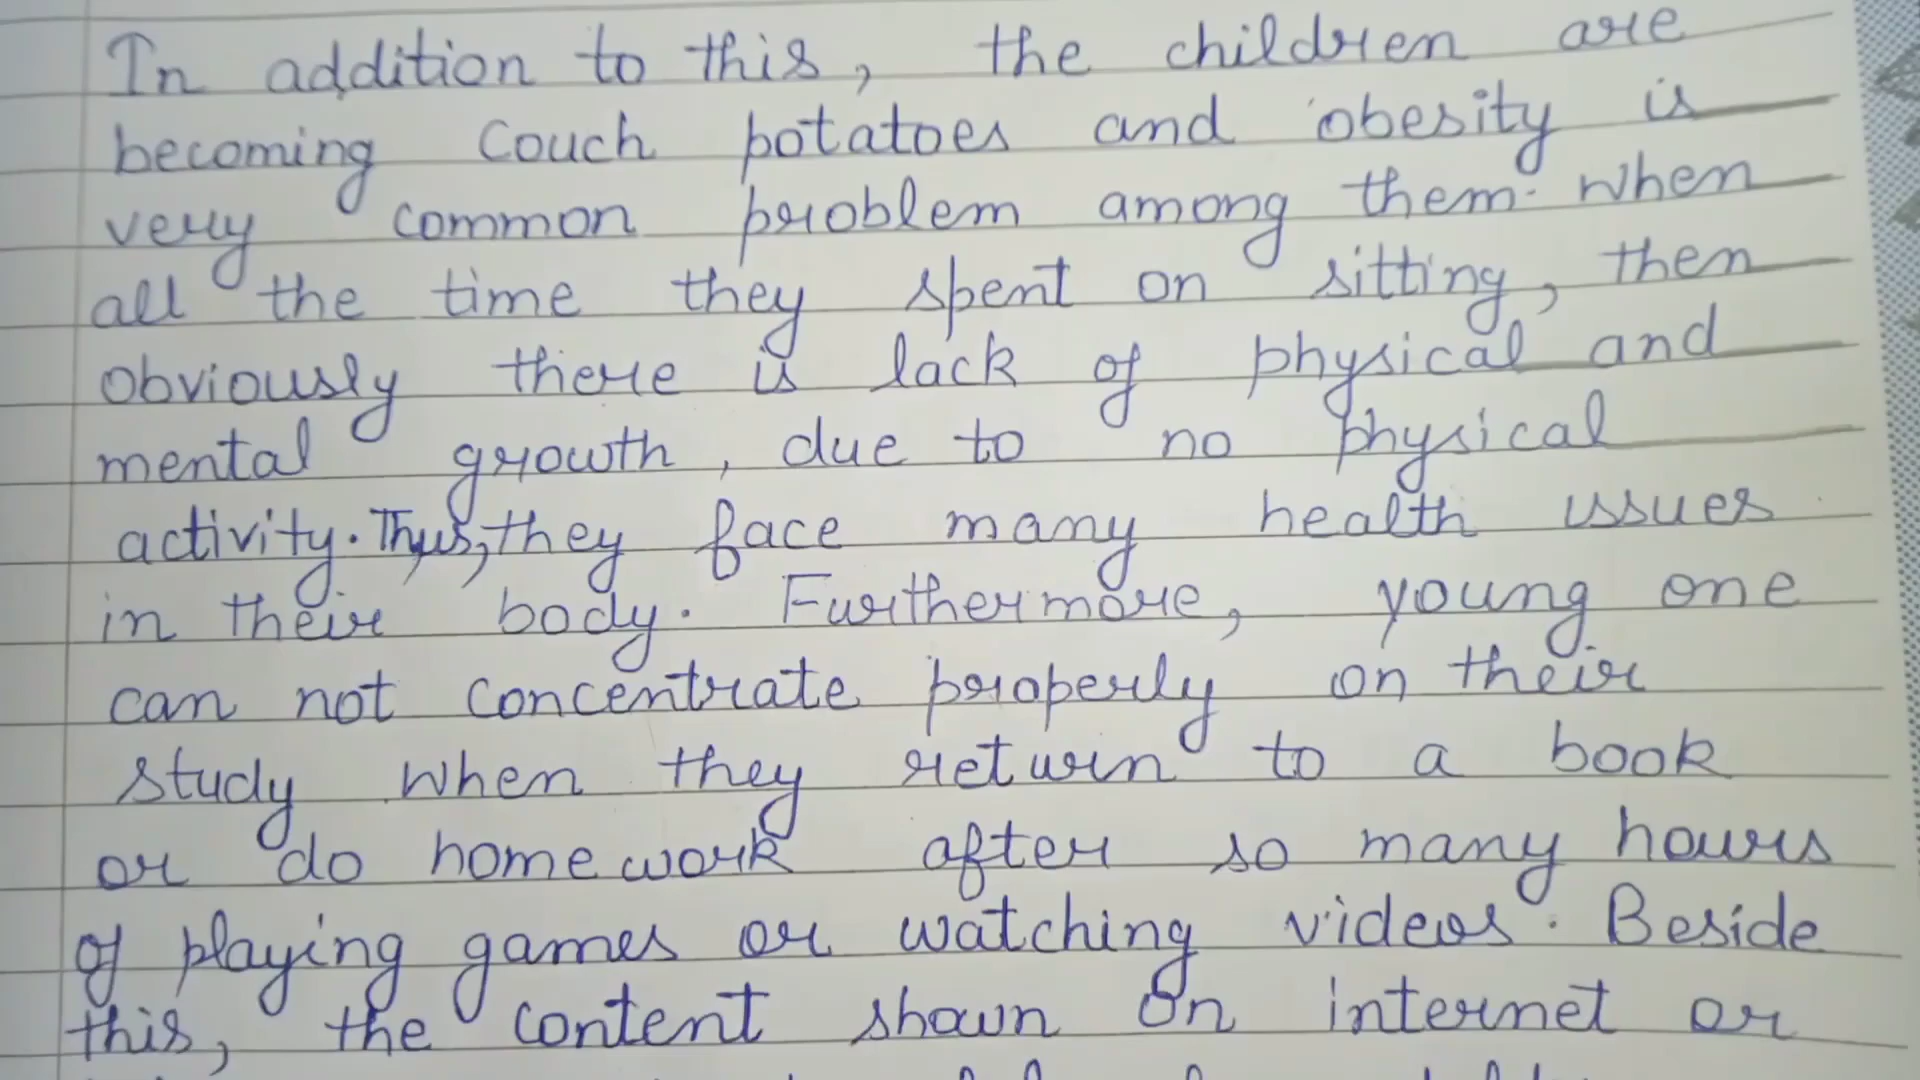 In addition to this, the children are
becoming couch potatoes and obesity is
very common problem among them. when
all the time they spent on sitting, then
obviously there is lack of physical and
mental growth, due to no physical
activity. Thus, they face many health issues
in their body. Furthermore, young one
can not concentrate properly on their
study when they return to a book
or do home work after so many hours
of playing games or watching videos. Beside
this, the content shown on internet or